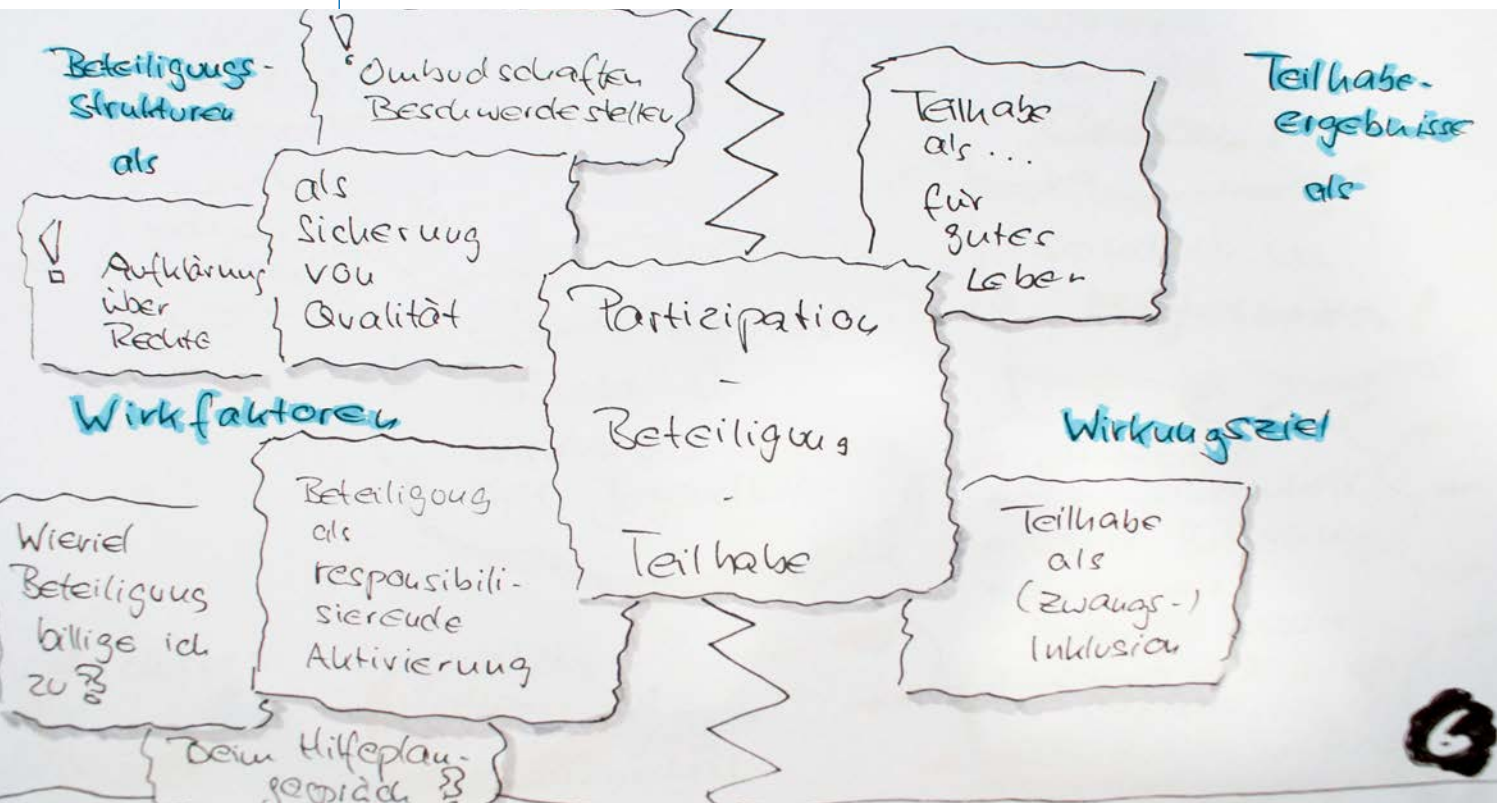 Beteiligungs-
Strukturen
als
! Ombudschaften
Beschwerdestellen
! Aufklärung
über
Rechte
als
Sicherung
von
Qualität
Wirkfaktoren
Wieviel
Beteiligung
billige ich
zu ??
Beteiligung
als
responsibili-
sierende
Aktivierung
Beim Hilfeplan-
gespräch ??
Partizipation
-
Beteiligung
-
Teilhabe
Teilhabe
als ...
für
gutes
Leben
Teilhabe-
ergebnisse
als
Wirkungsziel
Teilhabe
als
(Zwangs-)
Inklusion
6